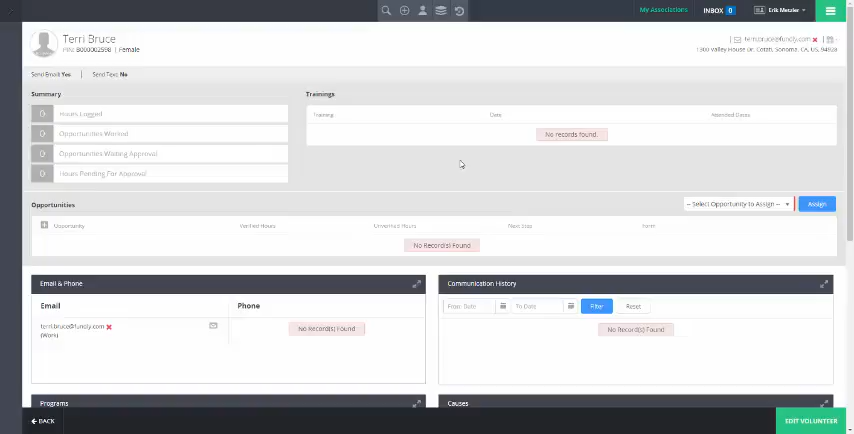 My Associations INBOX 0 Erik Metzler
Terri Bruce
PIN: B000002598 | Female
terri.bruce@fundly.com
1300 Valley House Dr, Cotati, Sonoma, CA, US, 94928
Send Email: Yes | Send Text: No
Summary
Hours Logged
Opportunities Worked
Opportunities Waiting Approval
Hours Pending For Approval
Trainings
Training Date Attended Dates
No records found.
Opportunities
-- Select Opportunity to Assign -- Assign
Opportunity Verified Hours Unverified Hours Next Step Item
No Record(s) Found
Email & Phone
Email Phone
terri.bruce@fundly.com
(Work)
No Record(s) Found
Communication History
From Date To Date Filter Reset
No Record(s) Found
Programs
Causes
BACK
EDIT VOLUNTEER